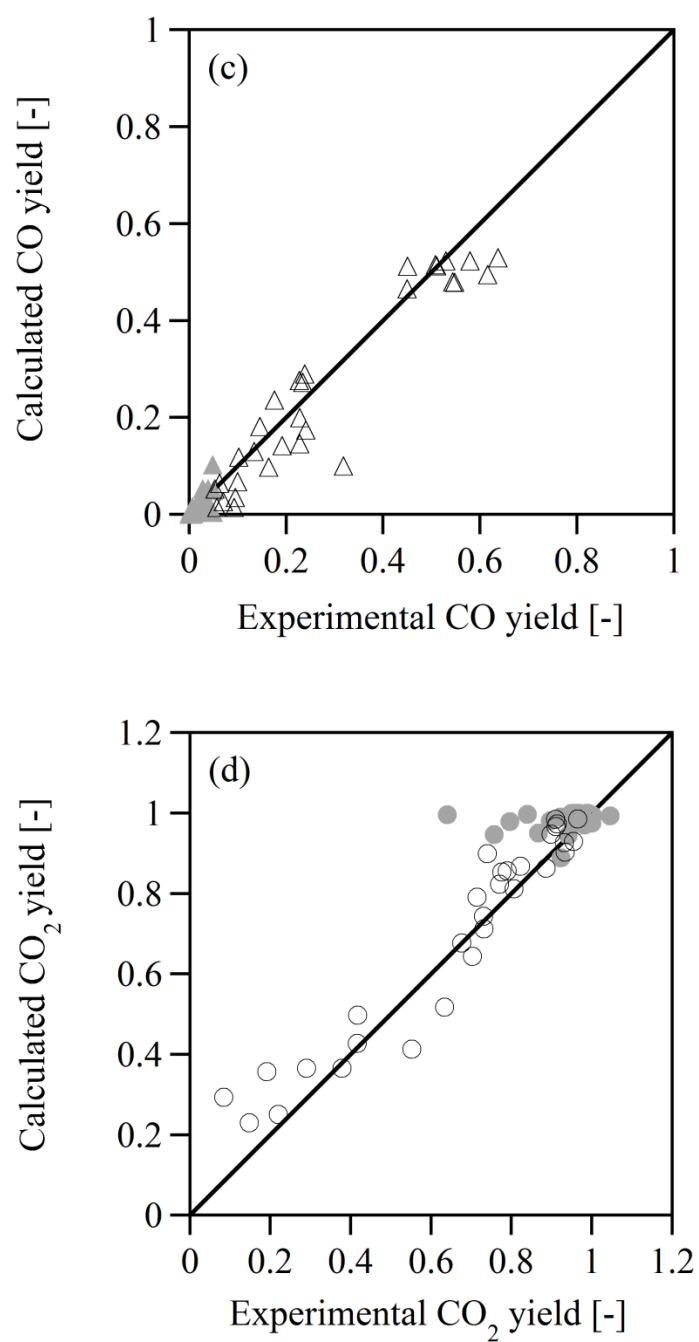 (c)
Calculated CO yield [-]
1
0.8
0.6
0.4
0.2
0
0 0.2 0.4 0.6 0.8 1
Experimental CO yield [-]
(d)
Calculated CO₂ yield [-]
1.2
1
0.8
0.6
0.4
0.2
0
0 0.2 0.4 0.6 0.8 1 1.2
Experimental CO₂ yield [-]